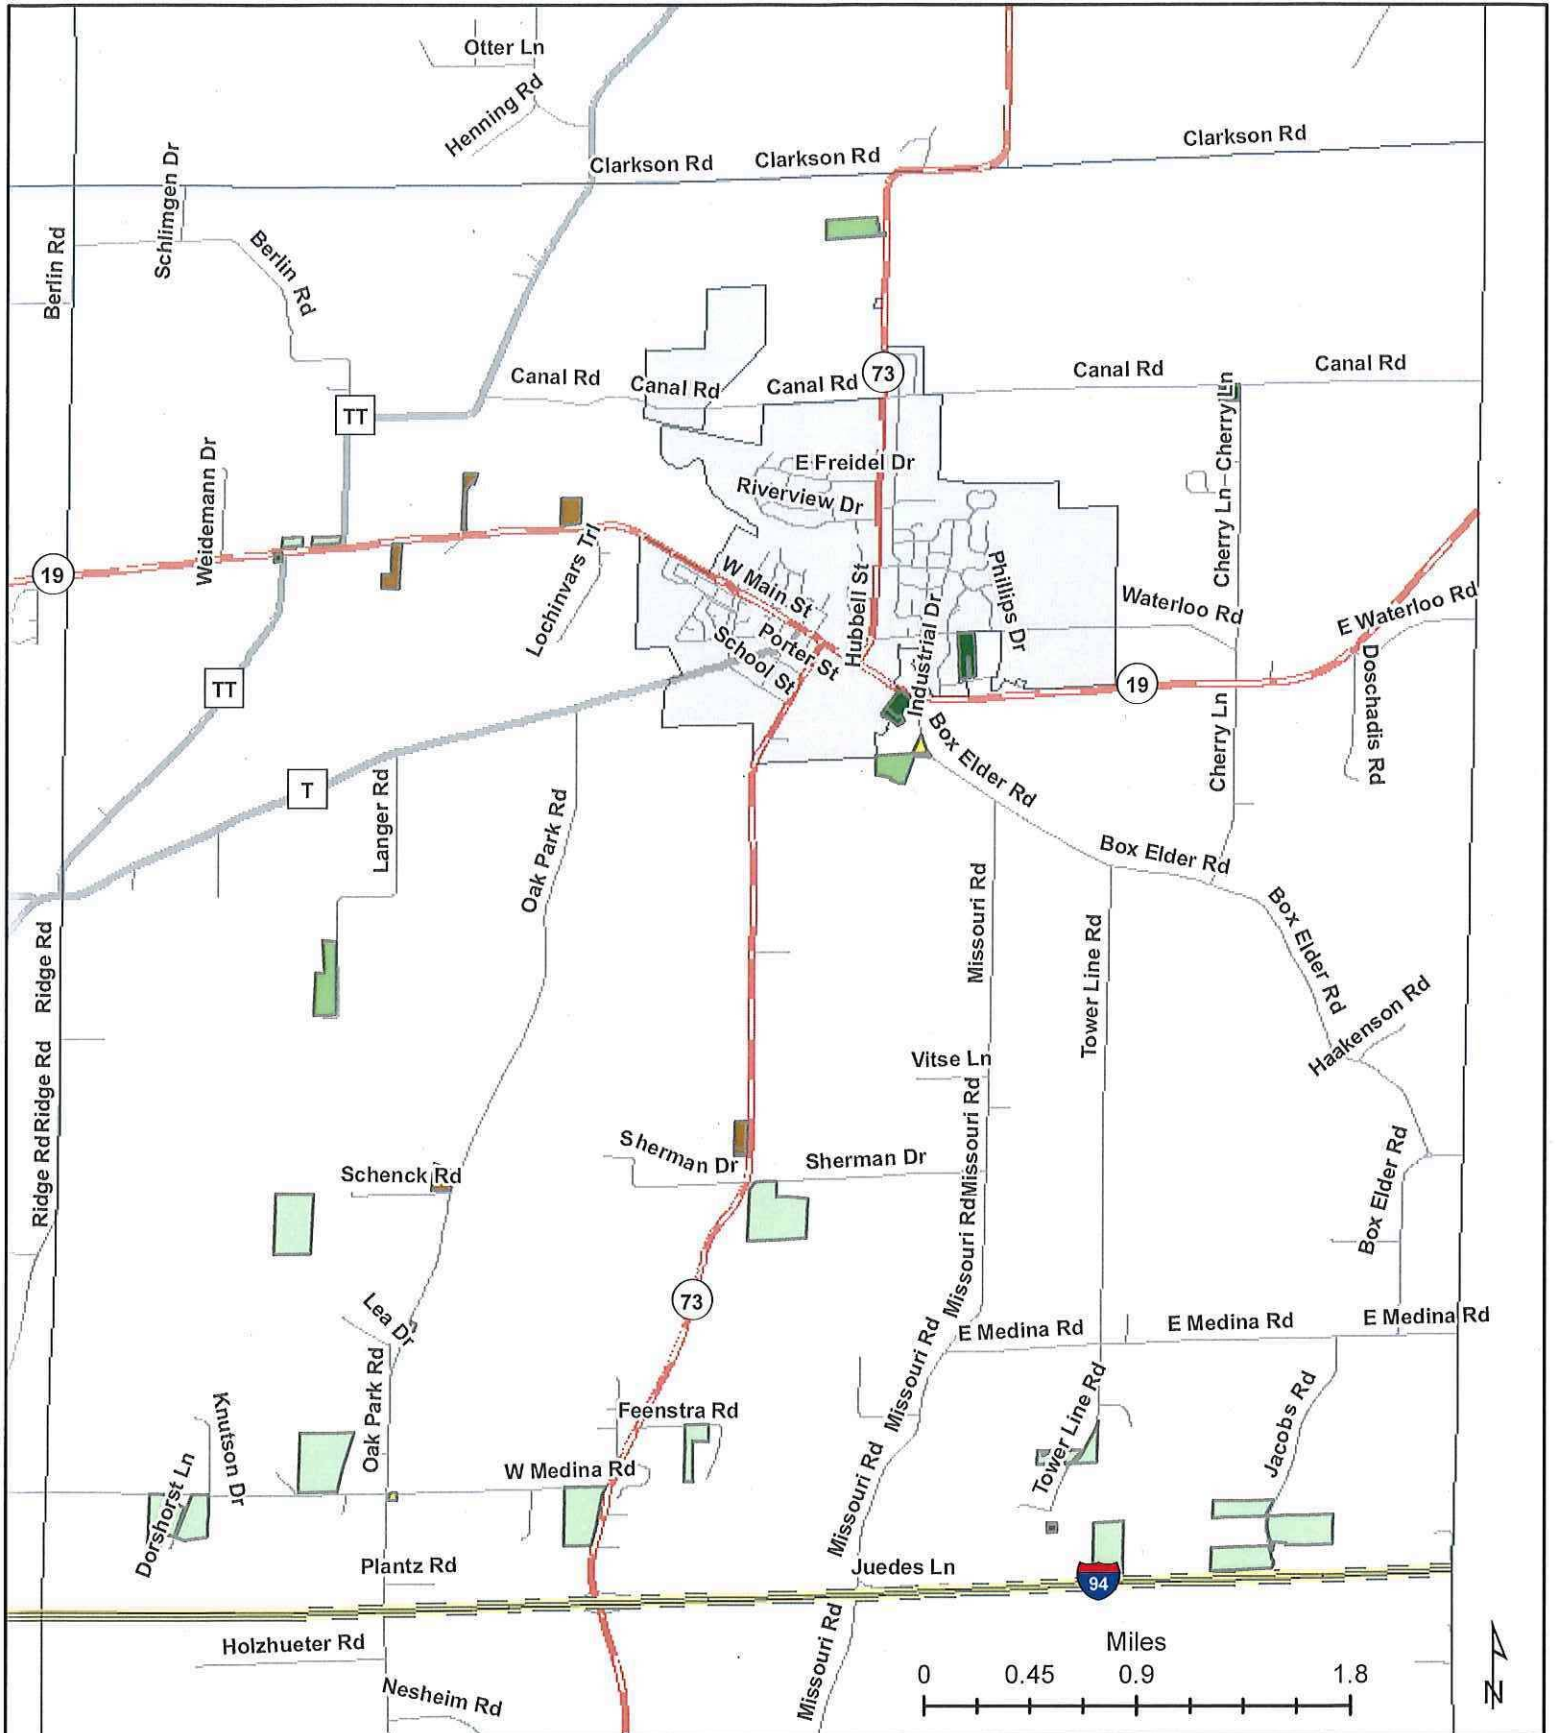 Otter Ln
Henning Rd
Clarkson Rd
Clarkson Rd
Clarkson Rd
Schlimgen Dr
Berlin Rd
Berlin Rd
73
Canal Rd
Canal Rd
Canal Rd
Canal Rd
Canal Rd
TT
Cherry Ln
Cherry Ln
Weidemann Dr
E Freidel Dr
Riverview Dr
19
Lochinvars Trl
W Main St
Hubbell St
Phillips Dr
Industrial Dr
Waterloo Rd
E Waterloo Rd
Porter St
School St
TT
19
Doschadis Rd
Cherry Ln
Box Elder Rd
T
Langer Rd
Oak Park Rd
Box Elder Rd
Missouri Rd
Tower Line Rd
Box Elder Rd
Ridge Rd
Haakenson Rd
Vitse Ln
Ridge Rd
Missouri Rd
Sherman Dr
Sherman Dr
Schenck Rd
Ridge Rd
Missouri Rd
Box Elder Rd
73
Lea Dr
E Medina Rd
E Medina Rd
E Medina Rd
Missouri Rd
Oak Park Rd
Knutson Dr
Feenstra Rd
Tower Line Rd
Jacobs Rd
W Medina Rd
Dorshorst Ln
Missouri Rd
Plantz Rd
Juedes Ln
94
Holzhueter Rd
Missouri Rd
Nesheim Rd
Miles
0 0.45 0.9 1.8
N